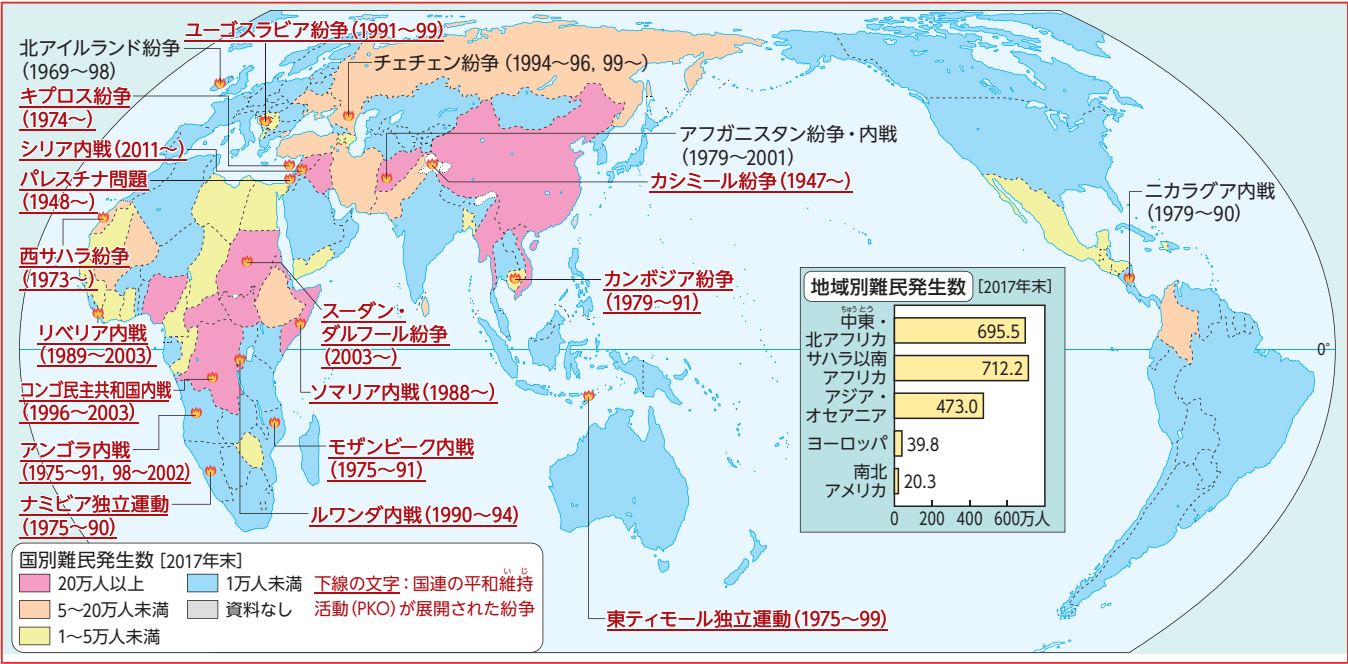 ユーゴスラビア紛争(1991〜99)
北アイルランド紛争
(1969〜98)
チェチェン紛争(1994〜96, 99〜)
キプロス紛争
(1974〜)
シリア内戦(2011〜)
パレスチナ問題
(1948〜)
アフガニスタン紛争・内戦
(1979〜2001)
カシミール紛争(1947〜)
ニカラグア内戦
(1979〜90)
西サハラ紛争
(1973〜)
カンボジア紛争
(1979〜91)
スーダン・
ダルフール紛争
(2003〜)
リベリア内戦
(1989〜2003)
ソマリア内戦(1988〜)
コンゴ民主共和国内戦
(1996〜2003)
アンゴラ内戦
(1975〜91, 98〜2002)
モザンビーク内戦
(1975〜91)
ナミビア独立運動
(1975〜90)
ルワンダ内戦(1990〜94)
東ティモール独立運動(1975〜99)
0°
地域別難民発生数 [2017年末]
ちゅうとう
中東・
北アフリカ
695.5
サハラ以南
アフリカ
712.2
アジア・
オセアニア
473.0
ヨーロッパ
39.8
南北
アメリカ
20.3
0 200 400 600万人
国別難民発生数 [2017年末]
20万人以上
5〜20万人未満
1〜5万人未満
1万人未満
資料なし
いじ
下線の文字:国連の平和維持
活動(PKO)が展開された紛争